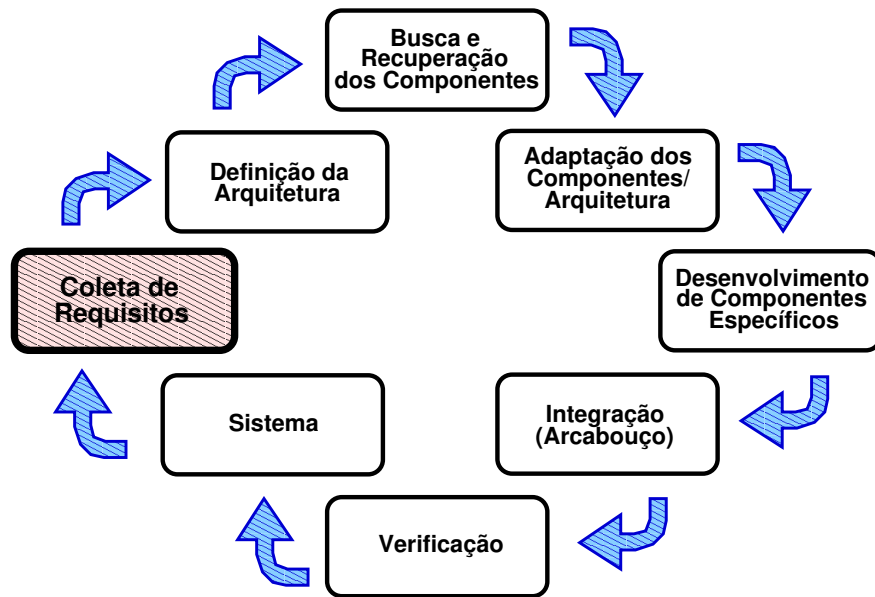 Busca e
Recuperação
dos Componentes
Definição da
Arquitetura
Adaptação dos
Componentes/
Arquitetura
Coleta de
Requisitos
Desenvolvimento
de Componentes
Específicos
Sistema
Integração
(Arcabouço)
Verificação